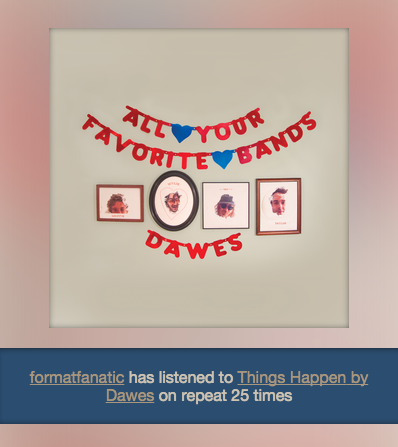 ALL YOUR
FAVORITE BANDS
DAWES
formatfanatic has listened to Things Happen by
Dawes on repeat 25 times